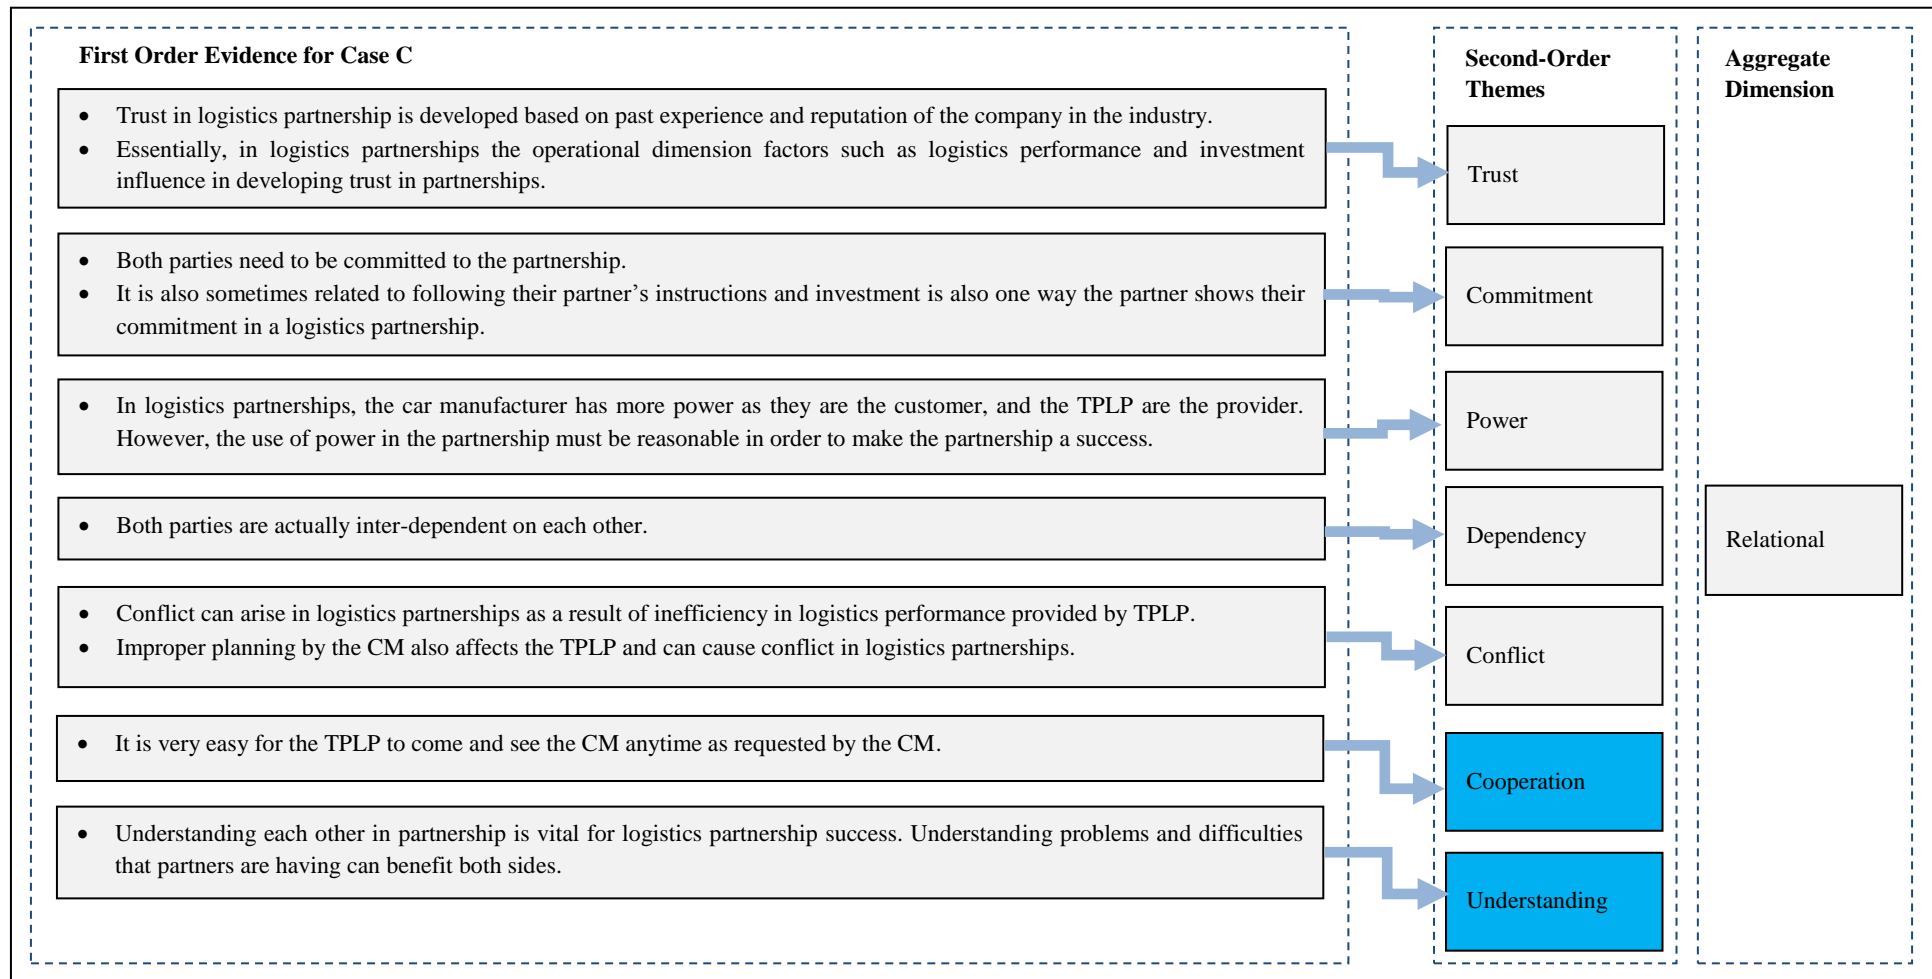 First Order Evidence for Case C
• Trust in logistics partnership is developed based on past experience and reputation of the company in the industry.
• Essentially, in logistics partnerships the operational dimension factors such as logistics performance and investment
influence in developing trust in partnerships.
• Both parties need to be committed to the partnership.
• It is also sometimes related to following their partner’s instructions and investment is also one way the partner shows their
commitment in a logistics partnership.
• In logistics partnerships, the car manufacturer has more power as they are the customer, and the TPLP are the provider.
However, the use of power in the partnership must be reasonable in order to make the partnership a success.
• Both parties are actually inter-dependent on each other.
• Conflict can arise in logistics partnerships as a result of inefficiency in logistics performance provided by TPLP.
• Improper planning by the CM also affects the TPLP and can cause conflict in logistics partnerships.
• It is very easy for the TPLP to come and see the CM anytime as requested by the CM.
• Understanding each other in partnership is vital for logistics partnership success. Understanding problems and difficulties
that partners are having can benefit both sides.
Second-Order
Themes
Trust
Commitment
Power
Dependency
Conflict
Cooperation
Understanding
Aggregate
Dimension
Relational